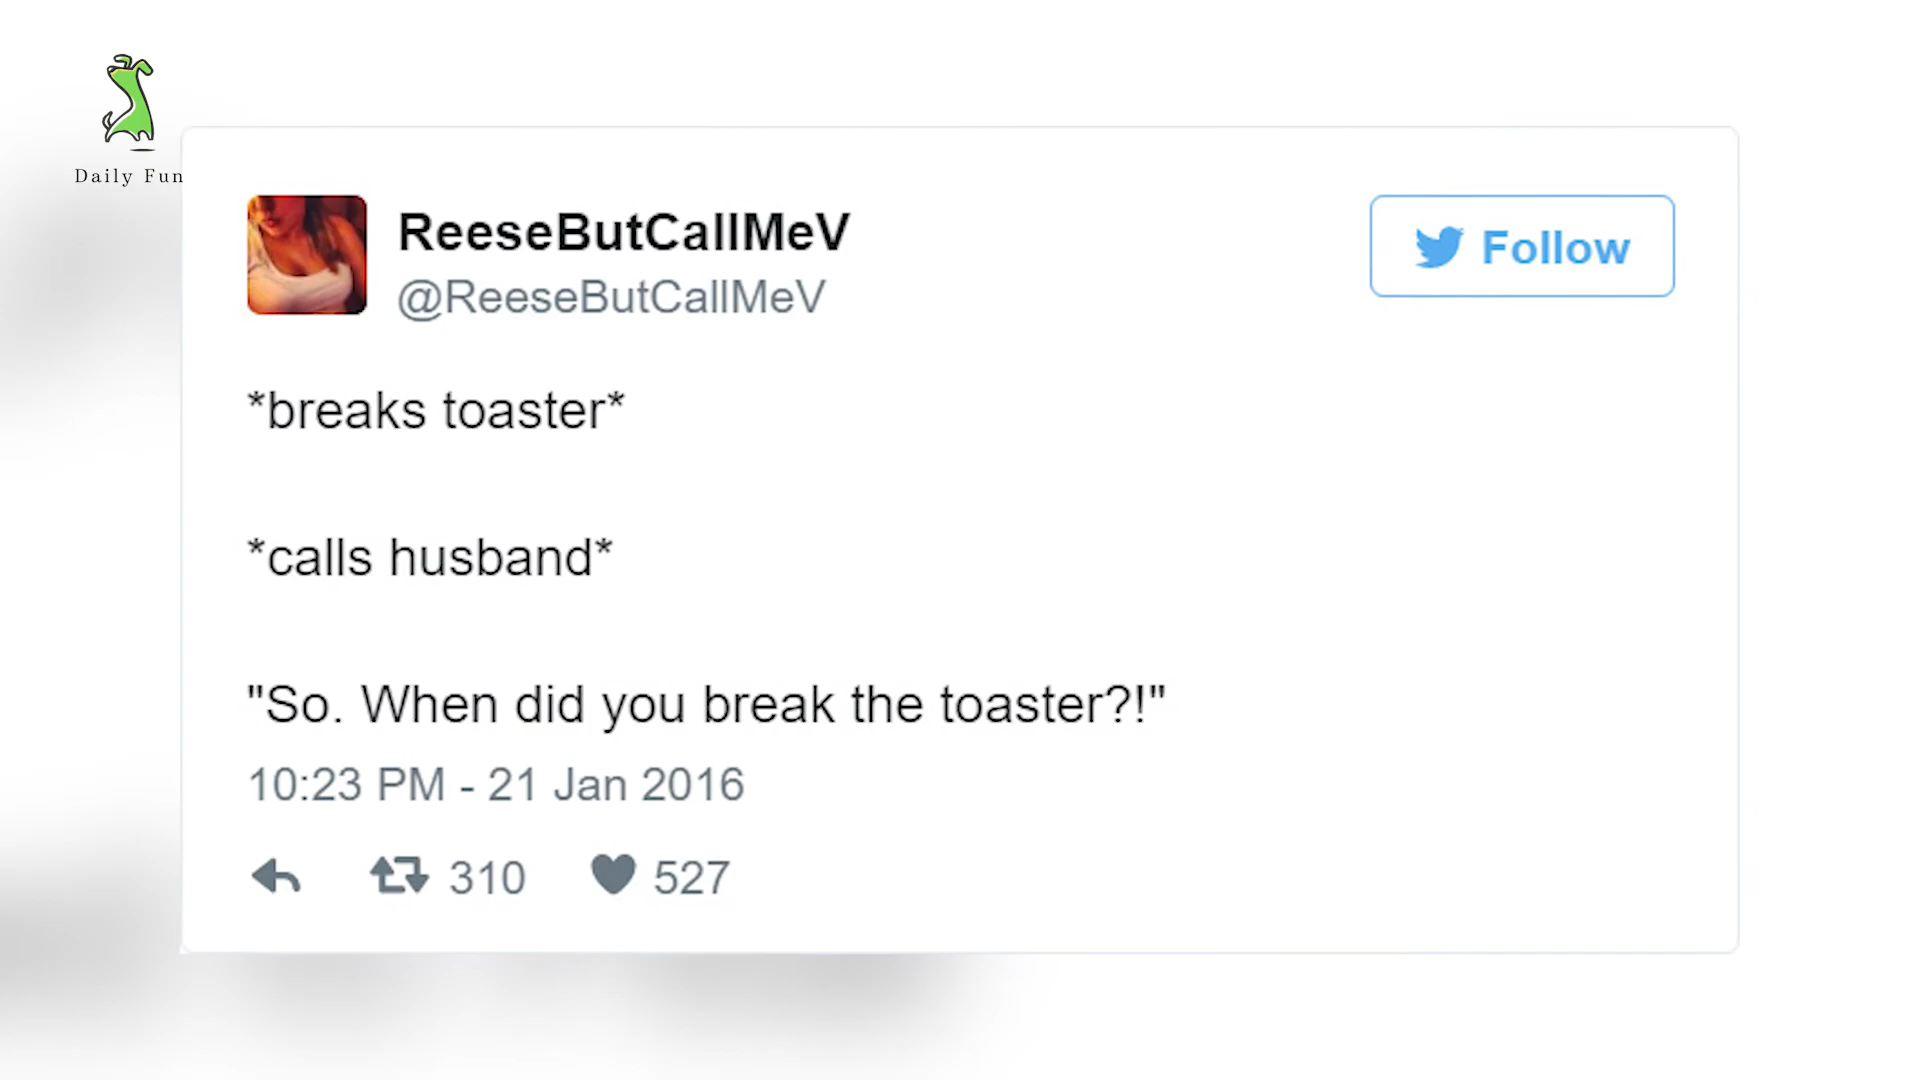 Daily Fun
ReeseButCallMeV
@ReeseButCallMeV
Follow
*breaks toaster*
*calls husband*
"So. When did you break the toaster?!"
10:23 PM - 21 Jan 2016
310 527